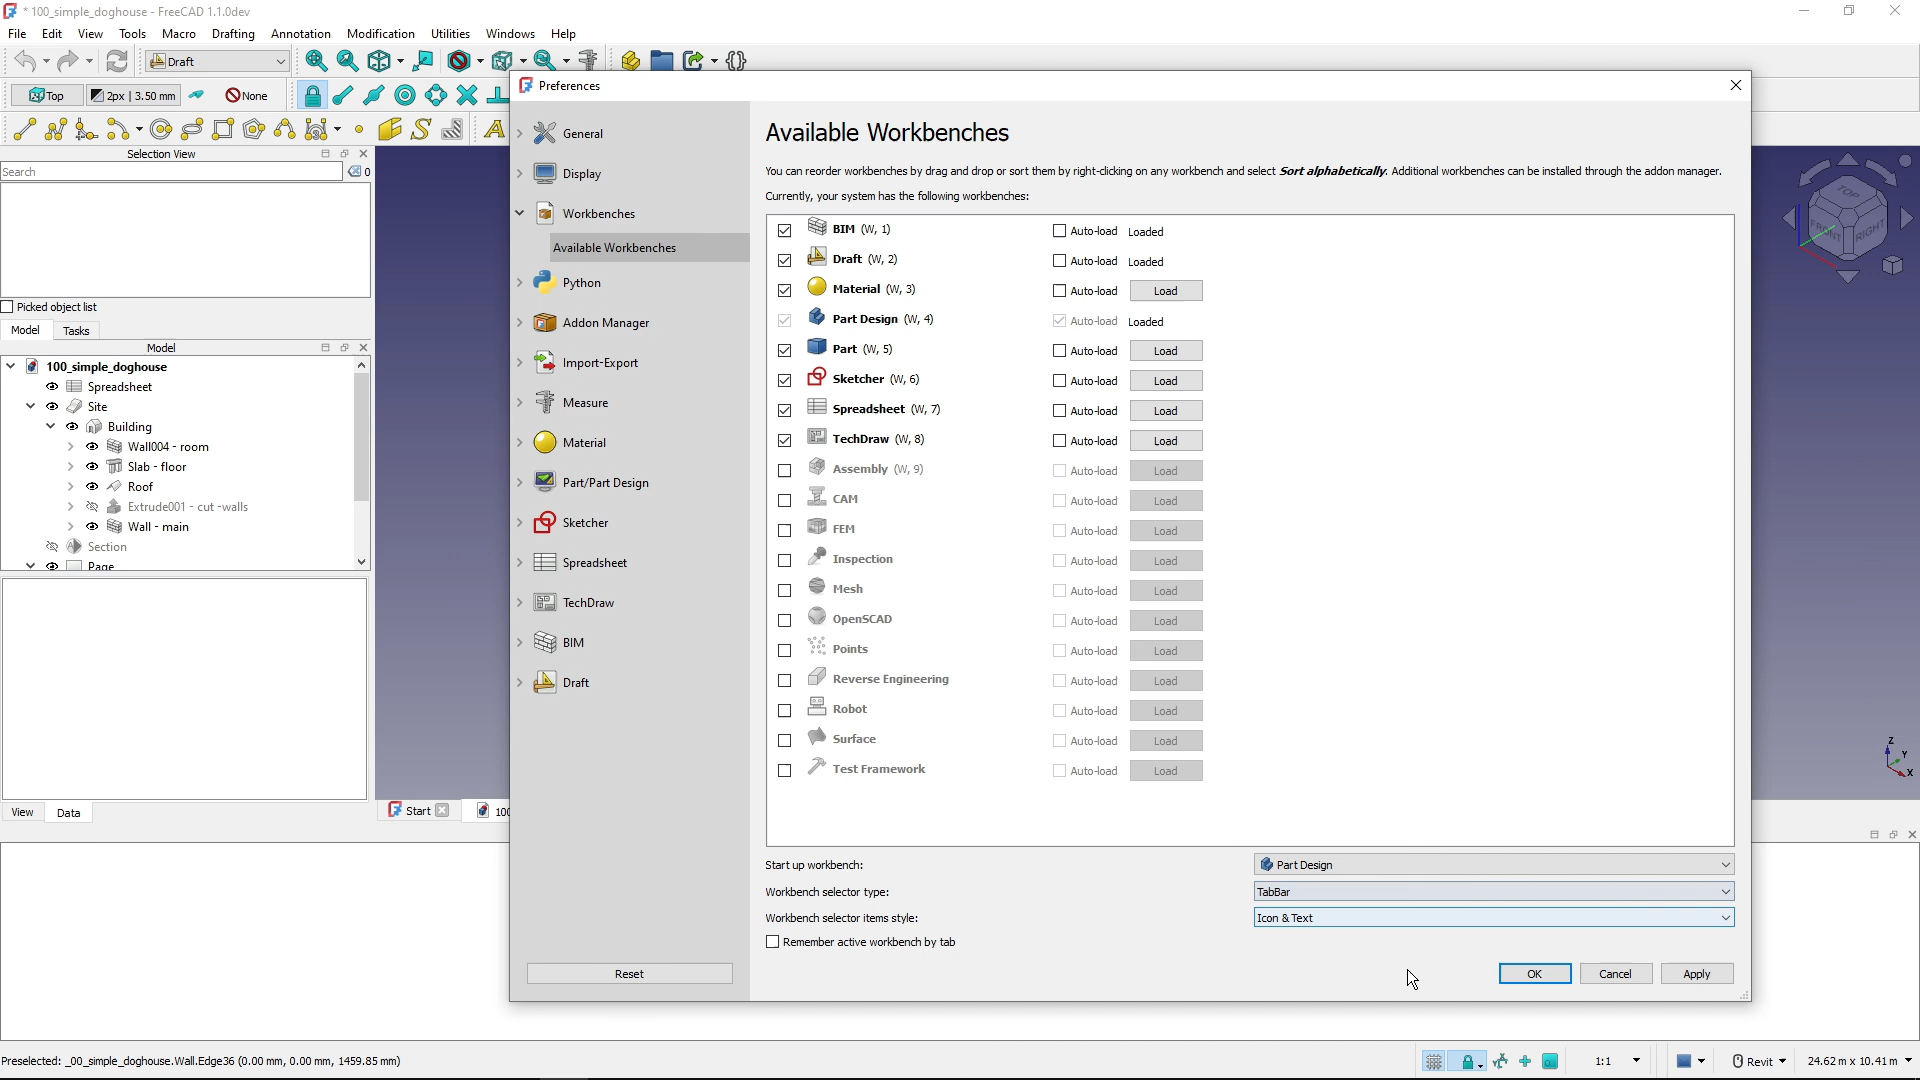 * 100_simple_doghouse - FreeCAD 1.1.0dev
File Edit View Tools Macro Drafting Annotation Modification Utilities Windows Help
Draft
Top 2px | 3.50 mm None
Selection View
Search 0
Picked object list
Model Tasks
Model
100_simple_doghouse
Spreadsheet
Site
Building
Wall004 - room
Slab - floor
Roof
Extrude001 - cut -walls
Wall - main
Section
Page
View Data
Start
Preferences
General
Display
Workbenches
Available Workbenches
Python
Addon Manager
Import-Export
Measure
Material
Part/Part Design
Sketcher
Spreadsheet
TechDraw
BIM
Draft
Reset
Available Workbenches
You can reorder workbenches by drag and drop or sort them by right-clicking on any workbench and select Sort alphabetically. Additional workbenches can be installed through the addon manager.
Currently, your system has the following workbenches:
BIM (W, 1) Auto-load Loaded
Draft (W, 2) Auto-load Loaded
Material (W, 3) Auto-load Load
Part Design (W, 4) Auto-load Loaded
Part (W, 5) Auto-load Load
Sketcher (W, 6) Auto-load Load
Spreadsheet (W, 7) Auto-load Load
TechDraw (W, 8) Auto-load Load
Assembly (W, 9) Auto-load Load
CAM Auto-load Load
FEM Auto-load Load
Inspection Auto-load Load
Mesh Auto-load Load
OpenSCAD Auto-load Load
Points Auto-load Load
Reverse Engineering Auto-load Load
Robot Auto-load Load
Surface Auto-load Load
Test Framework Auto-load Load
Start up workbench: Part Design
Workbench selector type: TabBar
Workbench selector items style: Icon & Text
Remember active workbench by tab
OK Cancel Apply
TOP
FRONT RIGHT
Z
Y
X
Preselected: _00_simple_doghouse.Wall.Edge36 (0.00 mm, 0.00 mm, 1459.85 mm)
1:1 Revit 24.62 m x 10.41 m